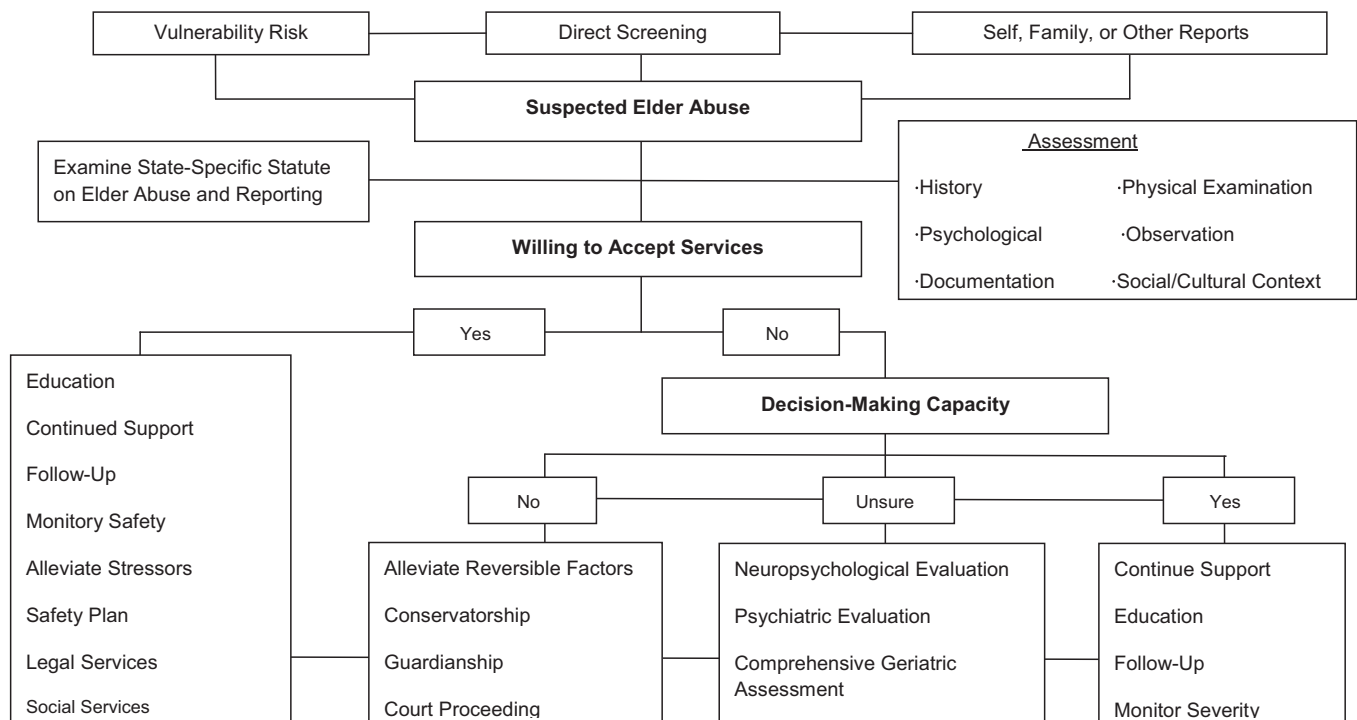 Vulnerability Risk
Direct Screening
Self, Family, or Other Reports
Suspected Elder Abuse
Examine State-Specific Statute
on Elder Abuse and Reporting
Assessment
·History
·Physical Examination
·Psychological
·Observation
·Documentation
·Social/Cultural Context
Willing to Accept Services
Yes
No
Education
Continued Support
Follow-Up
Monitory Safety
Alleviate Stressors
Safety Plan
Legal Services
Social Services
Decision-Making Capacity
No
Unsure
Yes
Alleviate Reversible Factors
Conservatorship
Guardianship
Court Proceeding
Neuropsychological Evaluation
Psychiatric Evaluation
Comprehensive Geriatric
Assessment
Continue Support
Education
Follow-Up
Monitor Severity